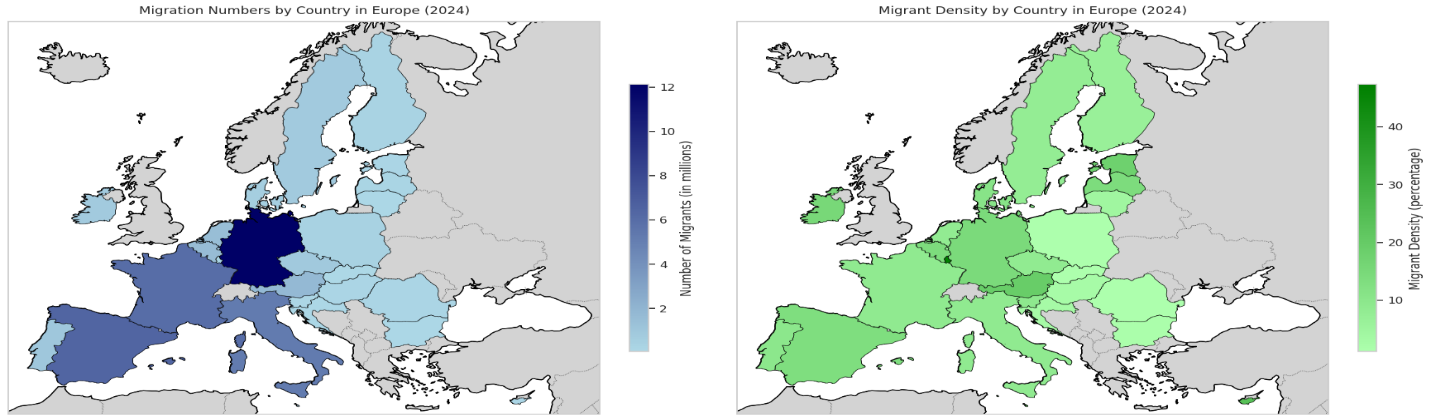 Migration Numbers by Country in Europe (2024)
12
10
8
6
4
2
Number of Migrants (in millions)
Migrant Density by Country in Europe (2024)
40
30
20
10
Migrant Density (percentage)